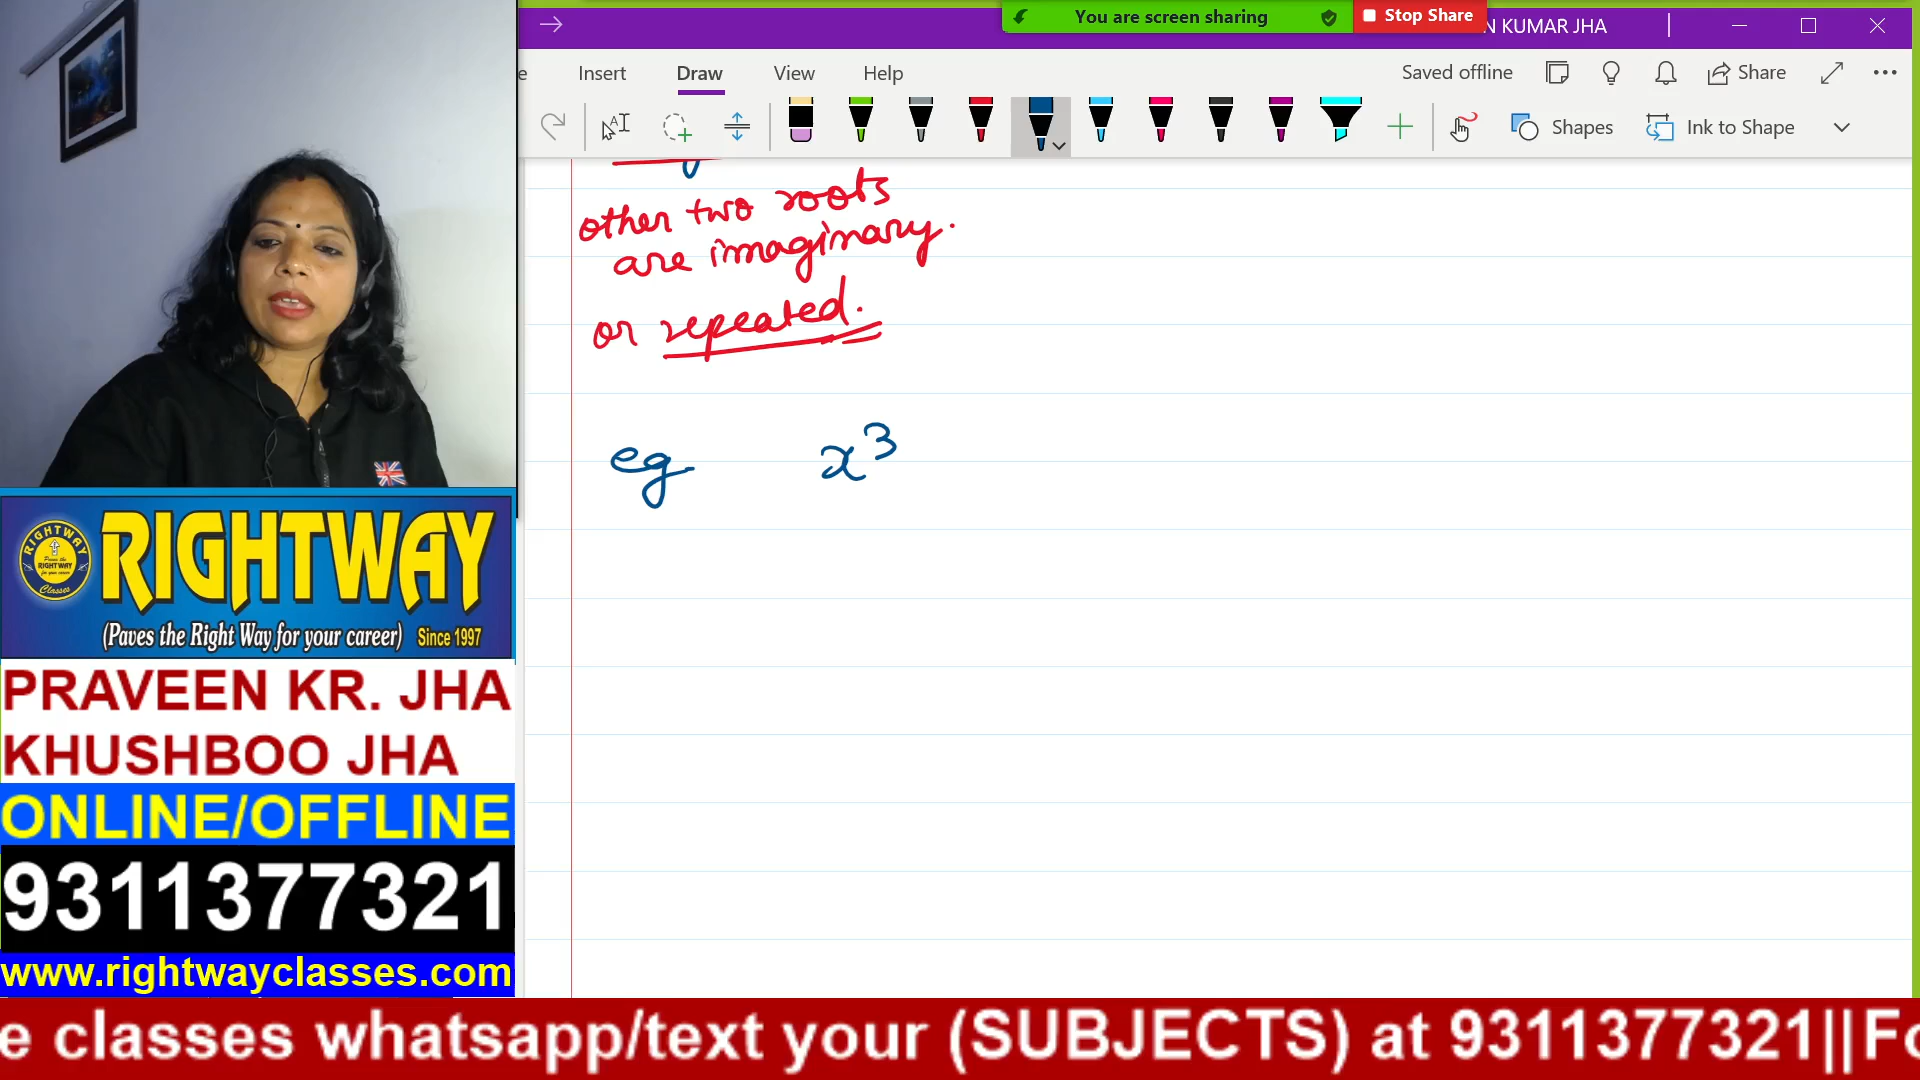 You are screen sharing
Stop Share
N KUMAR JHA
Insert Draw View Help
Saved offline
Share
Shapes
Ink to Shape
other two roots
are imaginary.
or repeated.
eg x³
RIGHTWAY
Classes
RIGHTWAY
(Paves the Right Way for your career) Since 1997
PRAVEEN KR. JHA
KHUSHBOO JHA
ONLINE/OFFLINE
9311377321
www.rightwayclasses.com
e classes whatsapp/text your (SUBJECTS) at 9311377321||Fo